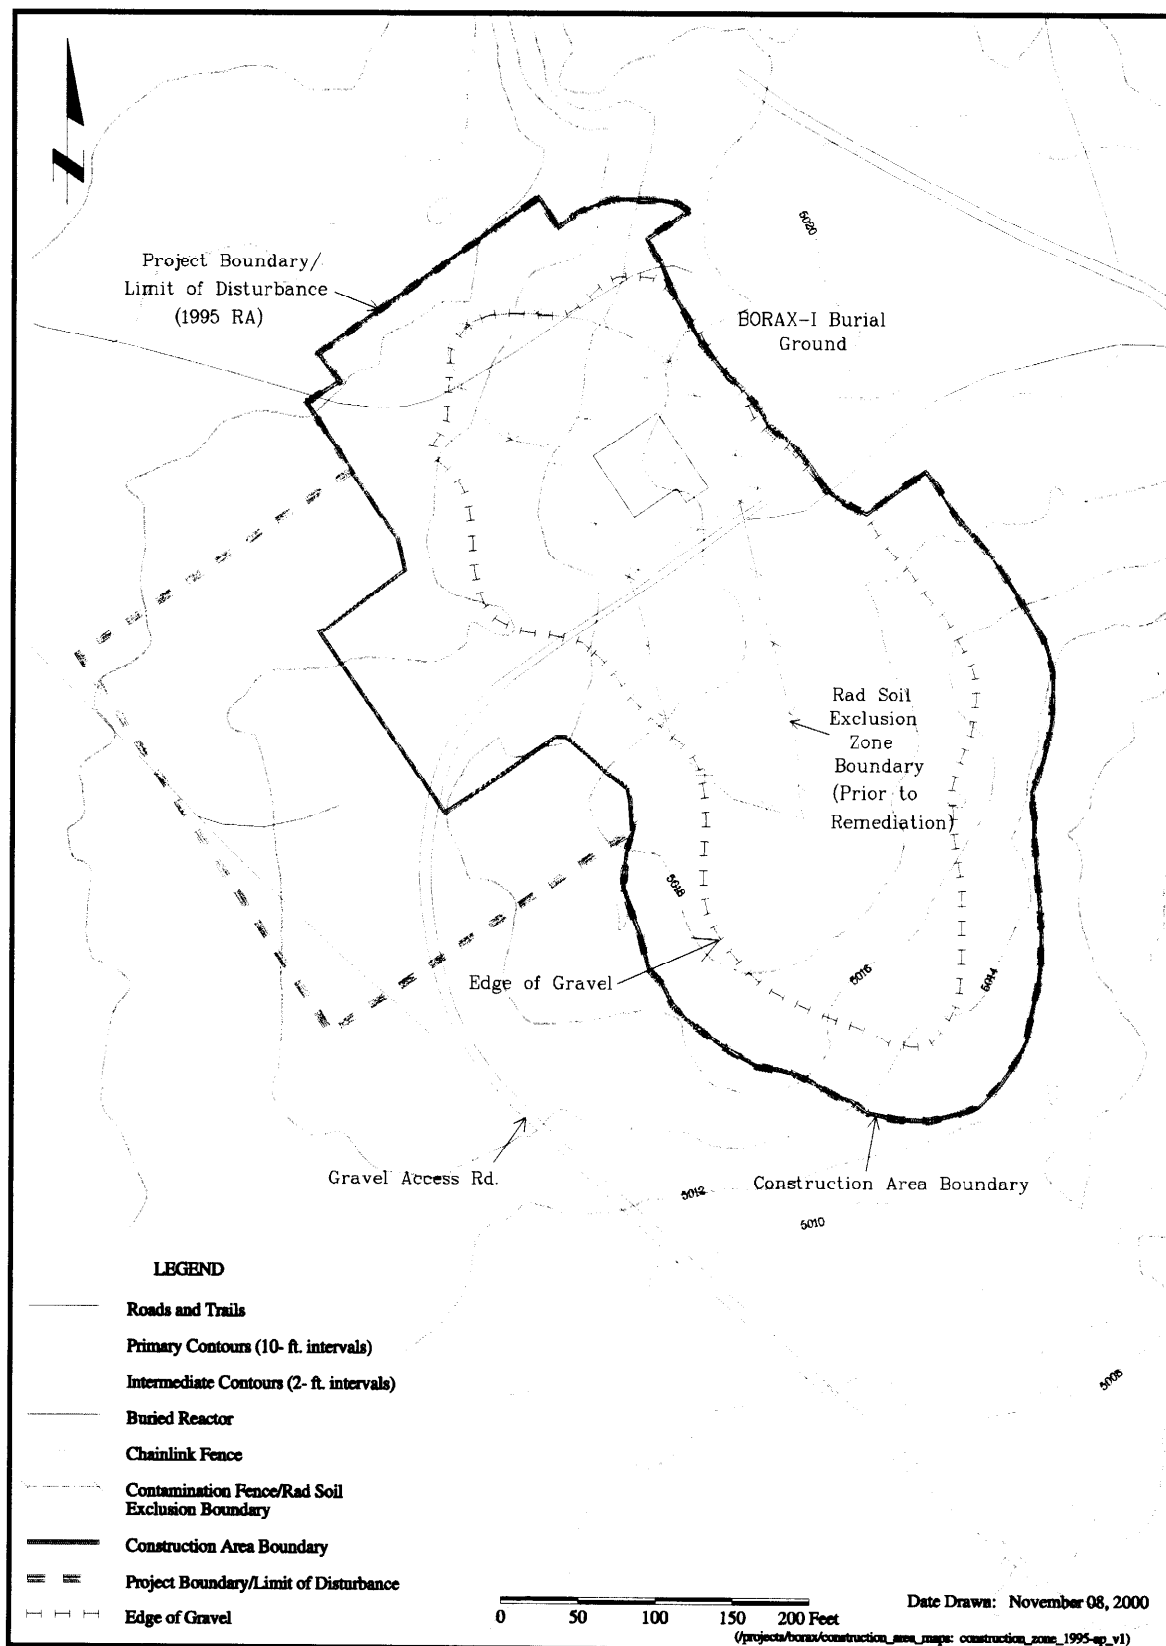 5020
Project Boundary/
Limit of Disturbance
(1995 RA)
BORAX-I Burial
Ground
Rad Soil
Exclusion
Zone
Boundary
(Prior to
Remediation)
5018
5016
5014
Edge of Gravel
Gravel Access Rd.
Construction Area Boundary
5012
5010
5008
LEGEND
Roads and Trails
Primary Contours (10- ft. intervals)
Intermediate Contours (2- ft. intervals)
Buried Reactor
Chainlink Fence
Contamination Fence/Rad Soil
Exclusion Boundary
Construction Area Boundary
Project Boundary/Limit of Disturbance
Edge of Gravel
0 50 100 150 200 Feet
Date Drawn: November 08, 2000
(/projects/borax/construction_area_maps: construction_zone_1995-ap_v1)